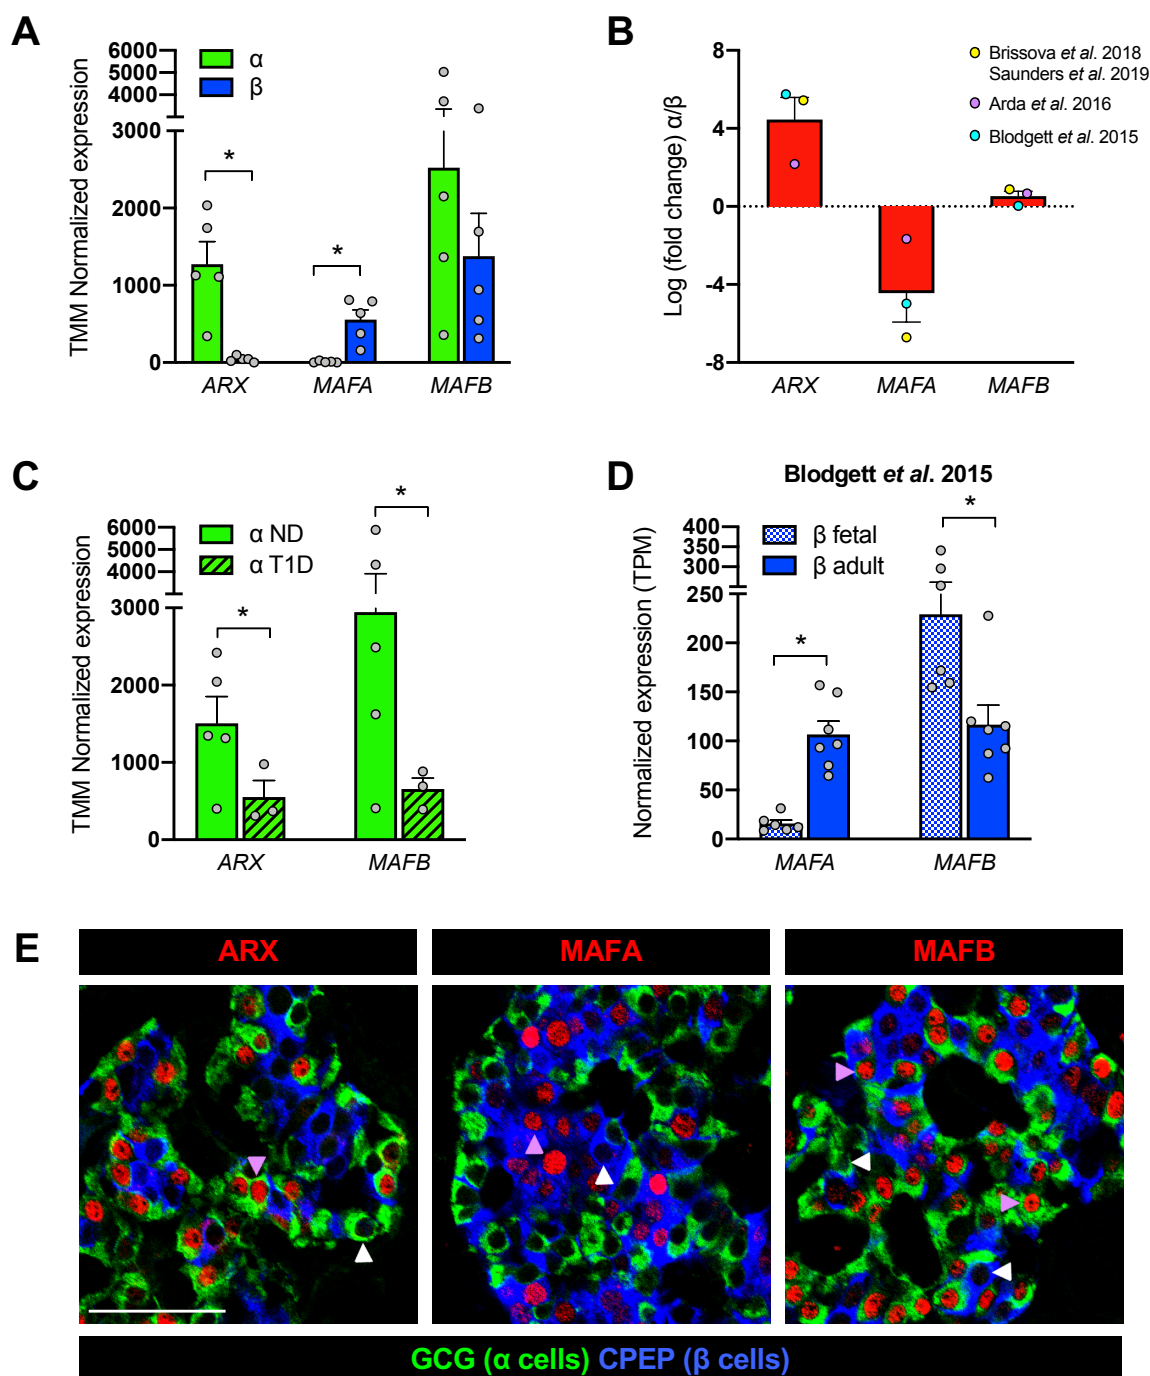 A
TMM Normalized expression
6000
5000
4000
3000
2000
1000
0
α
β
*
*
ARX
MAFA
MAFB
B
Log (fold change) α/β
8
4
0
-4
-8
Brissova et al. 2018
Saunders et al. 2019
Arda et al. 2016
Blodgett et al. 2015
ARX
MAFA
MAFB
C
TMM Normalized expression
6000
5000
4000
3000
2000
1000
0
α ND
α T1D
*
*
ARX
MAFB
D
Blodgett et al. 2015
Normalized expression (TPM)
400
350
300
250
200
150
100
50
0
β fetal
β adult
*
*
MAFA
MAFB
E
ARX
MAFA
MAFB
GCG (α cells) CPEP (β cells)